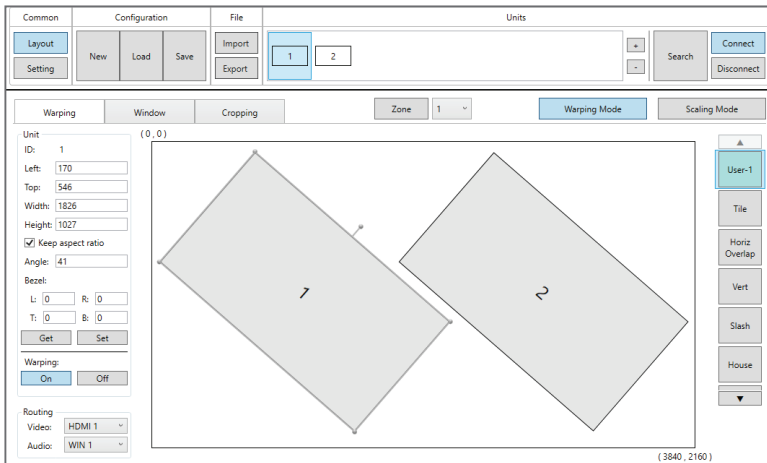 Common Configuration File Units
Layout
Setting
New Load Save
Import
Export
1 2
+
-
Search
Connect
Disconnect
Warping Window Cropping
Zone 1
Warping Mode Scaling Mode
Unit
ID: 1
Left: 170
Top: 546
Width: 1826
Height: 1027
Keep aspect ratio
Angle: 41
Bezel:
L: 0 R: 0
T: 0 B: 0
Get Set
Warping:
On Off
Routing
Video: HDMI 1
Audio: WIN 1
( 0 , 0 )
1
2
( 3840 , 2160 )
User-1
Tile
Horiz
Overlap
Vert
Slash
House